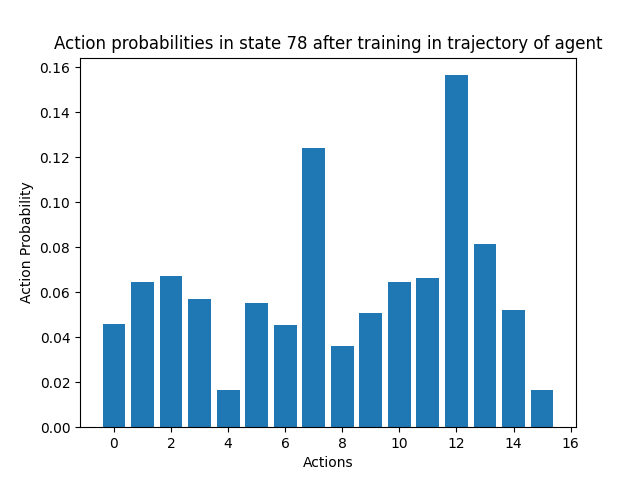 Action probabilities in state 78 after training in trajectory of agent
0.16
0.14
0.12
0.10
0.08
0.06
0.04
0.02
0.00
Action Probability
0 2 4 6 8 10 12 14 16
Actions